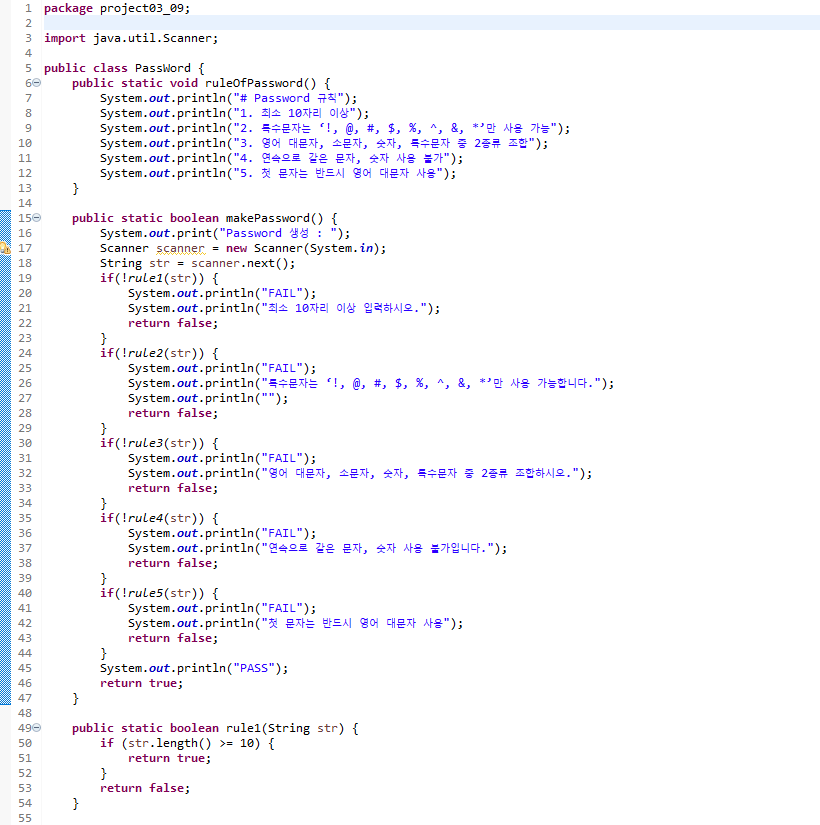 1 package project03_09;
2
3 import java.util.Scanner;
4
5 public class PassWord {
6 public static void ruleOfPassword() {
7 System.out.println("# Password 규칙");
8 System.out.println("1. 최소 10자리 이상");
9 System.out.println("2. 특수문자는 ‘!, @, #, $, %, ^, &, *’만 사용 가능");
10 System.out.println("3. 영어 대문자, 소문자, 숫자, 특수문자 중 2종류 조합");
11 System.out.println("4. 연속으로 같은 문자, 숫자 사용 불가");
12 System.out.println("5. 첫 문자는 반드시 영어 대문자 사용");
13 }
14
15 public static boolean makePassword() {
16 System.out.print("Password 생성 : ");
17 Scanner scanner = new Scanner(System.in);
18 String str = scanner.next();
19 if(!rule1(str)) {
20 System.out.println("FAIL");
21 System.out.println("최소 10자리 이상 입력하시오.");
22 return false;
23 }
24 if(!rule2(str)) {
25 System.out.println("FAIL");
26 System.out.println("특수문자는 ‘!, @, #, $, %, ^, &, *’만 사용 가능합니다.");
27 System.out.println("");
28 return false;
29 }
30 if(!rule3(str)) {
31 System.out.println("FAIL");
32 System.out.println("영어 대문자, 소문자, 숫자, 특수문자 중 2종류 조합하시오.");
33 return false;
34 }
35 if(!rule4(str)) {
36 System.out.println("FAIL");
37 System.out.println("연속으로 같은 문자, 숫자 사용 불가입니다.");
38 return false;
39 }
40 if(!rule5(str)) {
41 System.out.println("FAIL");
42 System.out.println("첫 문자는 반드시 영어 대문자 사용");
43 return false;
44 }
45 System.out.println("PASS");
46 return true;
47 }
48
49 public static boolean rule1(String str) {
50 if (str.length() >= 10) {
51 return true;
52 }
53 return false;
54 }
55